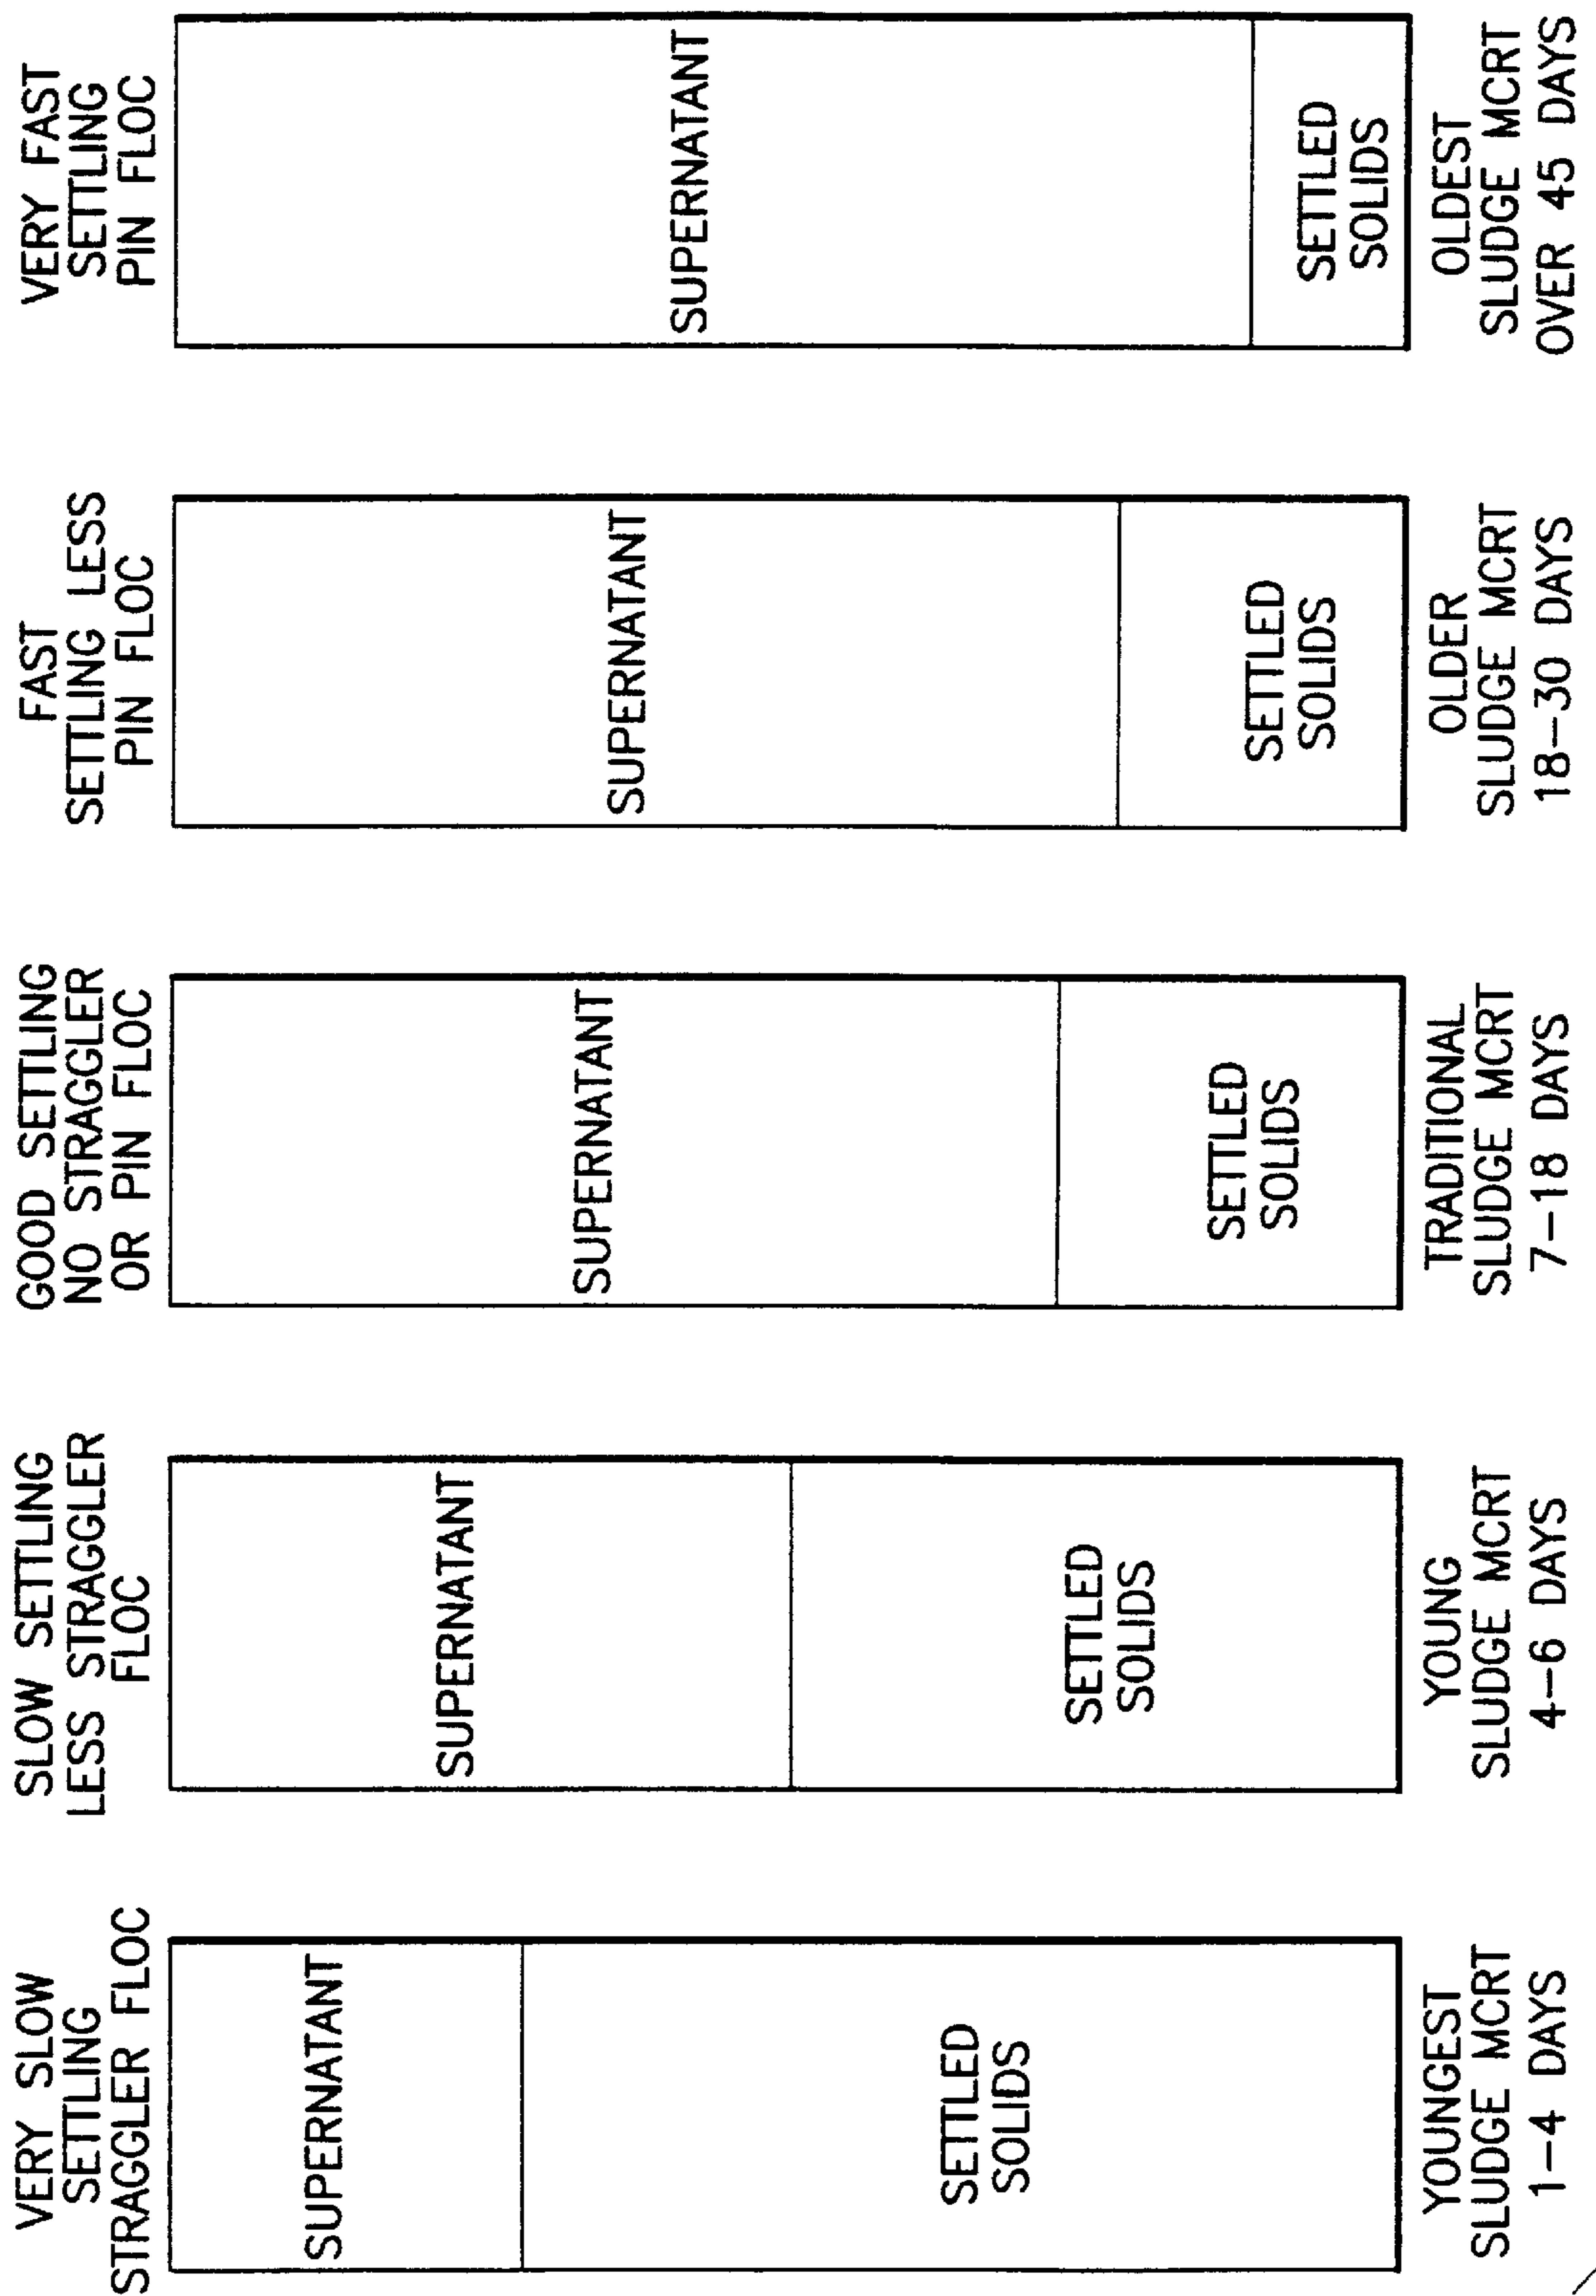 VERY SLOW
SETTLING
STRAGGLER FLOC
SUPERNATANT
SETTLED
SOLIDS
YOUNGEST
SLUDGE MCRT
1-4 DAYS
SLOW SETTLING
LESS STRAGGLER
FLOC
SUPERNATANT
SETTLED
SOLIDS
YOUNG
SLUDGE MCRT
4-6 DAYS
GOOD SETTLING
NO STRAGGLER
OR PIN FLOC
SUPERNATANT
SETTLED
SOLIDS
TRADITIONAL
SLUDGE MCRT
7-18 DAYS
FAST
SETTLING LESS
PIN FLOC
SUPERNATANT
SETTLED
SOLIDS
OLDER
SLUDGE MCRT
18-30 DAYS
VERY FAST
SETTLING
PIN FLOC
SUPERNATANT
SETTLED
SOLIDS
OLDEST
SLUDGE MCRT
OVER 45 DAYS